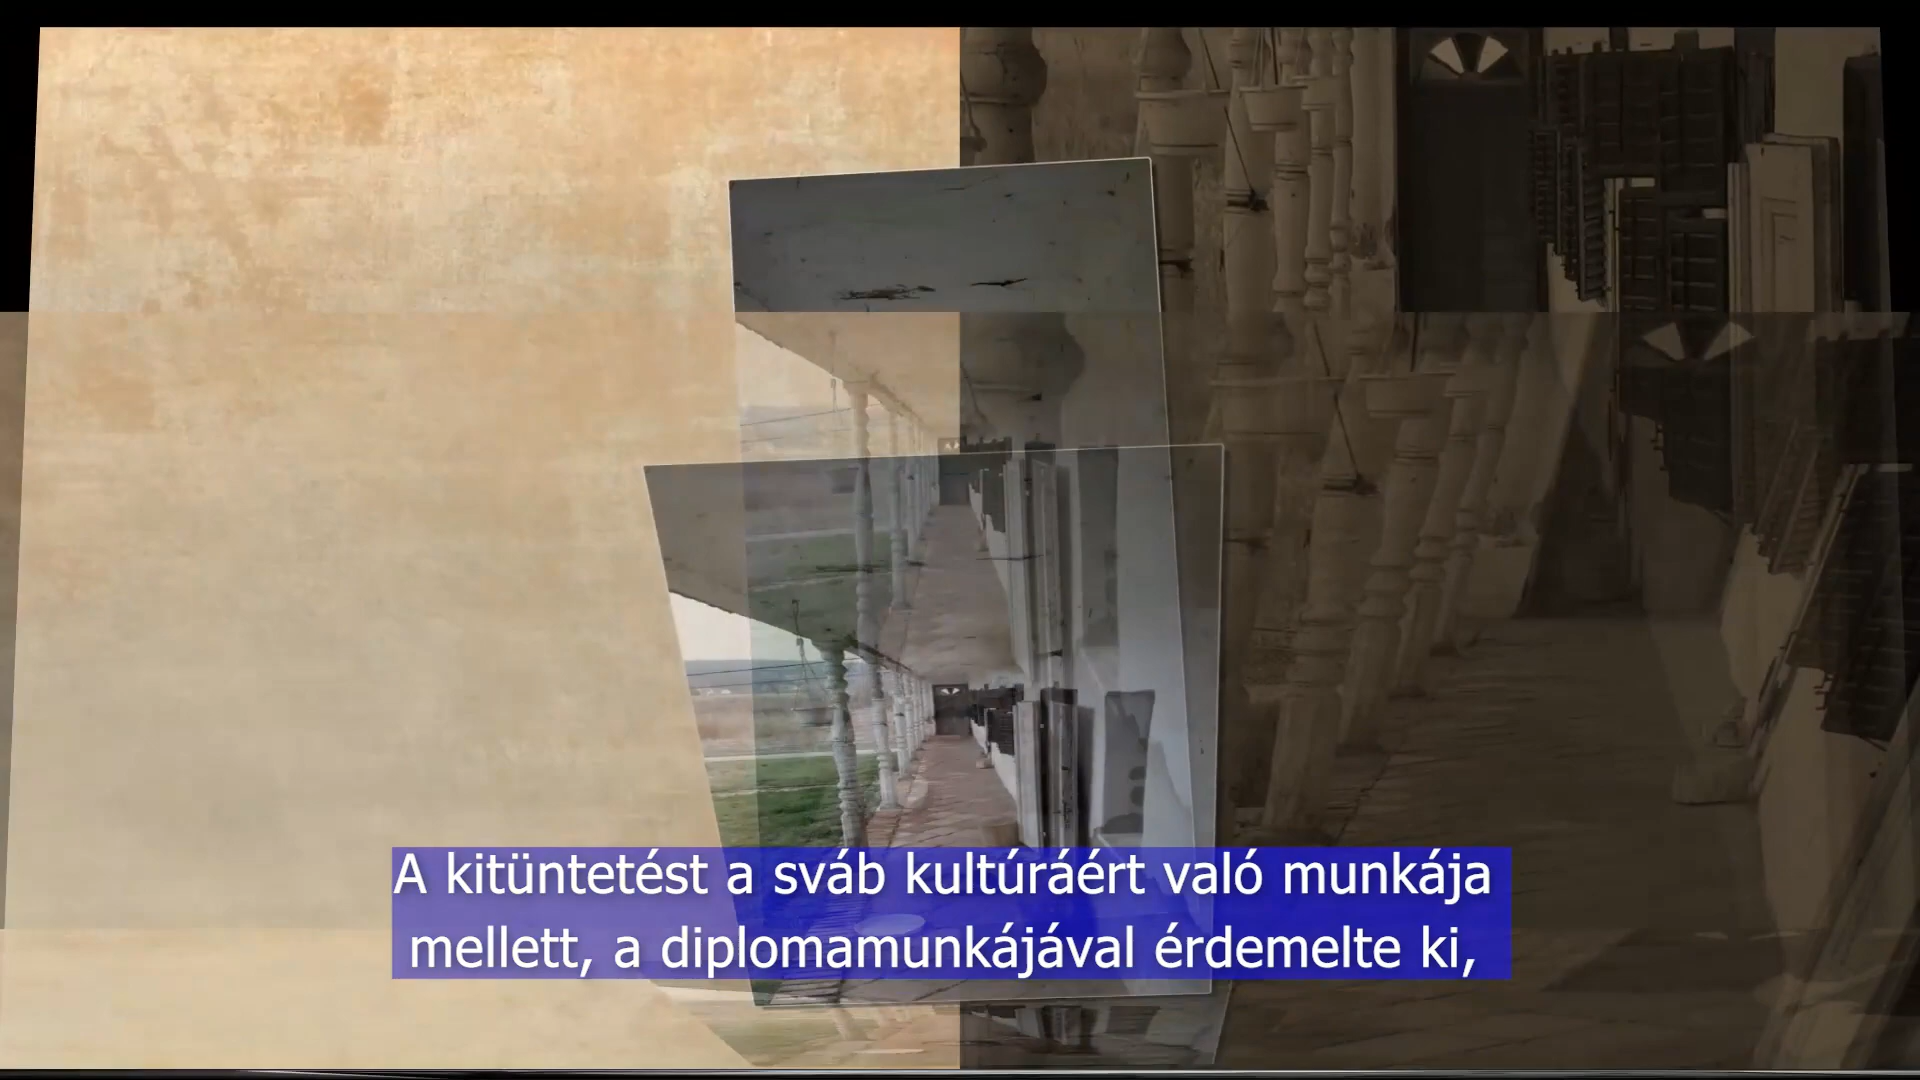 A kitüntetést a sváb kultúráért való munkája
mellett, a diplomamunkájával érdemelte ki,